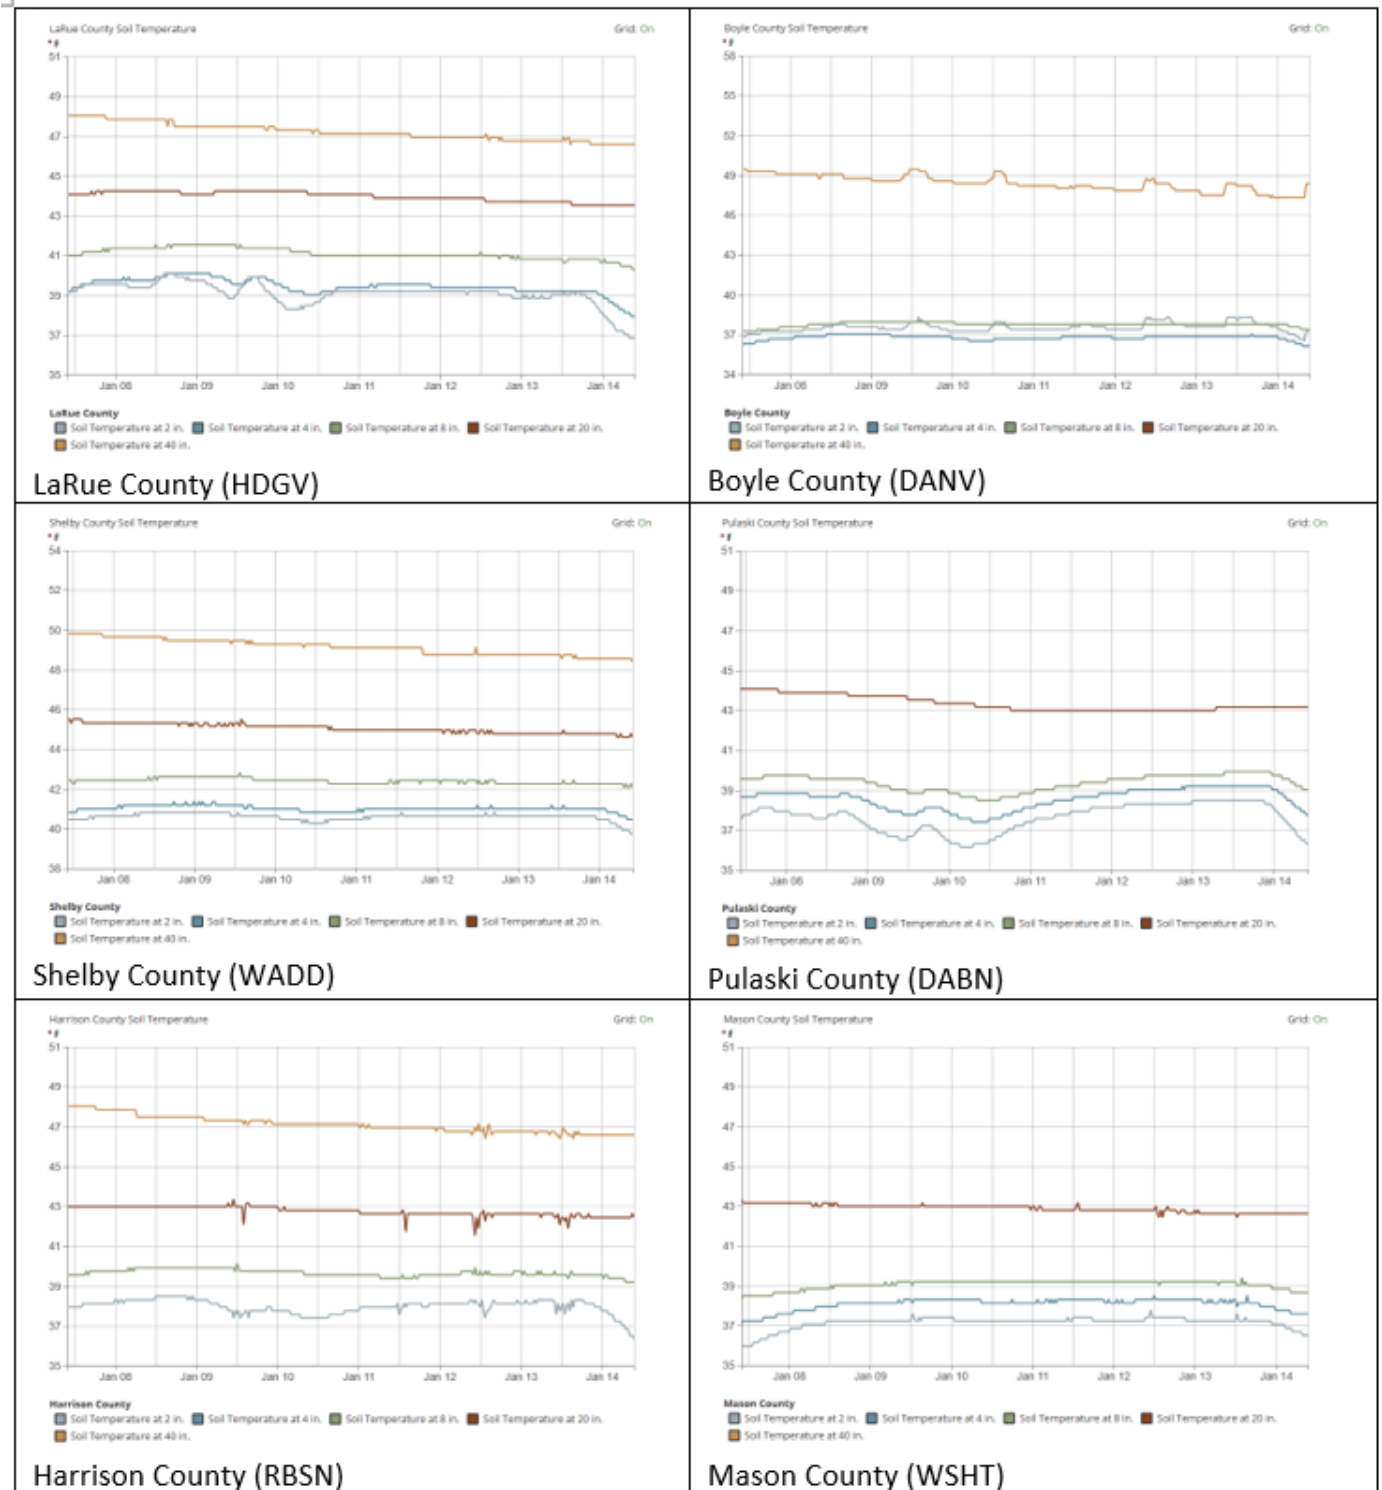 LaRue County Soil Temperature
Grid: On
°F
51
49
47
45
43
41
39
37
35
Jan 08 Jan 09 Jan 10 Jan 11 Jan 12 Jan 13 Jan 14
LaRue County
Soil Temperature at 2 in. Soil Temperature at 4 in. Soil Temperature at 8 in. Soil Temperature at 20 in.
Soil Temperature at 40 in.
LaRue County (HDGV)
Boyle County Soil Temperature
Grid: On
°F
58
55
52
49
46
43
40
37
34
Jan 08 Jan 09 Jan 10 Jan 11 Jan 12 Jan 13 Jan 14
Boyle County
Soil Temperature at 2 in. Soil Temperature at 4 in. Soil Temperature at 8 in. Soil Temperature at 20 in.
Soil Temperature at 40 in.
Boyle County (DANV)
Shelby County Soil Temperature
Grid: On
°F
54
52
50
48
46
44
42
40
38
Jan 08 Jan 09 Jan 10 Jan 11 Jan 12 Jan 13 Jan 14
Shelby County
Soil Temperature at 2 in. Soil Temperature at 4 in. Soil Temperature at 8 in. Soil Temperature at 20 in.
Soil Temperature at 40 in.
Shelby County (WADD)
Pulaski County Soil Temperature
Grid: On
°F
51
49
47
45
43
41
39
37
35
Jan 08 Jan 09 Jan 10 Jan 11 Jan 12 Jan 13 Jan 14
Pulaski County
Soil Temperature at 2 in. Soil Temperature at 4 in. Soil Temperature at 8 in. Soil Temperature at 20 in.
Soil Temperature at 40 in.
Pulaski County (DABN)
Harrison County Soil Temperature
Grid: On
°F
51
49
47
45
43
41
39
37
35
Jan 08 Jan 09 Jan 10 Jan 11 Jan 12 Jan 13 Jan 14
Harrison County
Soil Temperature at 2 in. Soil Temperature at 4 in. Soil Temperature at 8 in. Soil Temperature at 20 in.
Soil Temperature at 40 in.
Harrison County (RBSN)
Mason County Soil Temperature
Grid: On
°F
51
49
47
45
43
41
39
37
35
Jan 08 Jan 09 Jan 10 Jan 11 Jan 12 Jan 13 Jan 14
Mason County
Soil Temperature at 2 in. Soil Temperature at 4 in. Soil Temperature at 8 in. Soil Temperature at 20 in.
Soil Temperature at 40 in.
Mason County (WSHT)